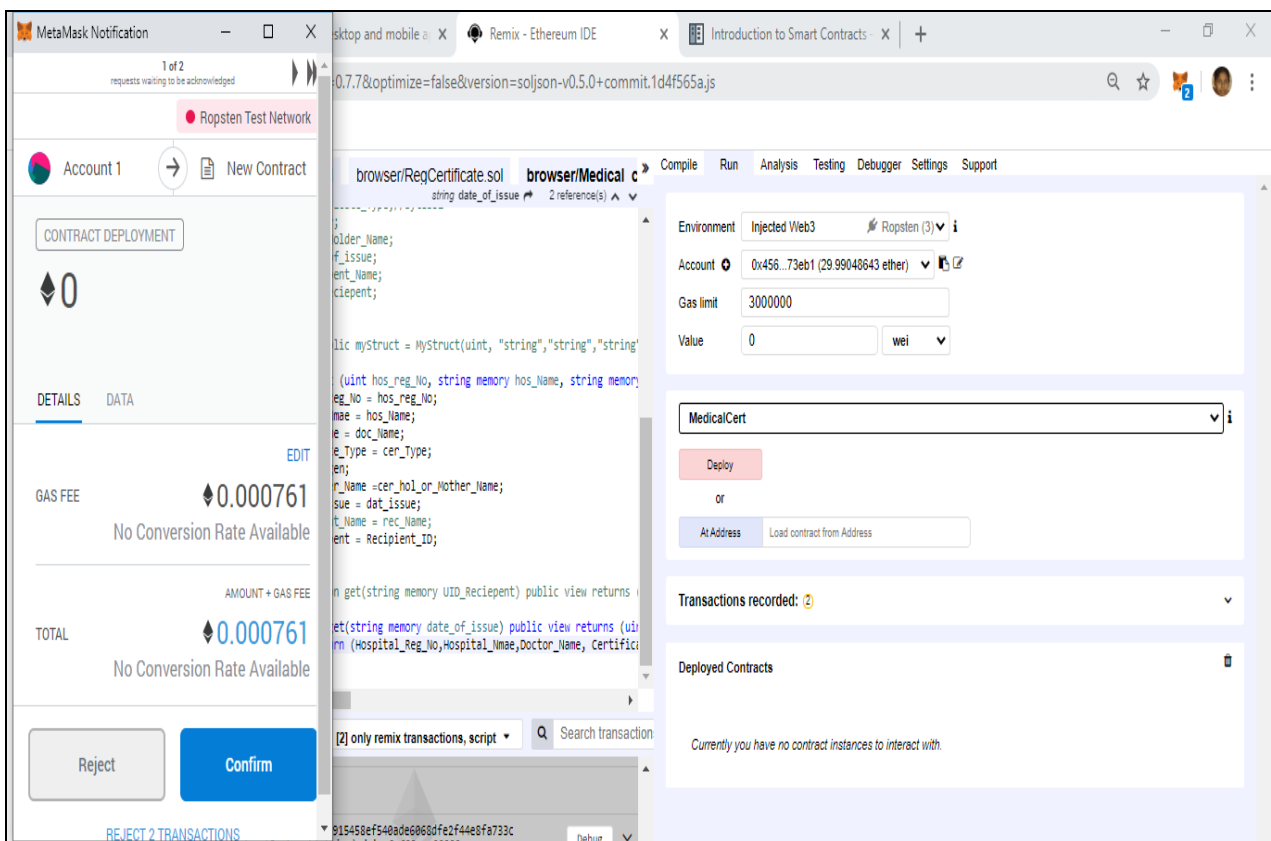 MetaMask Notification
1 of 2
requests waiting to be acknowledged
Ropsten Test Network
Account 1
New Contract
CONTRACT DEPLOYMENT
0
DETAILS DATA
EDIT
GAS FEE 0.000761
No Conversion Rate Available
AMOUNT + GAS FEE
TOTAL 0.000761
No Conversion Rate Available
Reject Confirm
REJECT 2 TRANSACTIONS
sktop and mobile a
Remix - Ethereum IDE
Introduction to Smart Contracts -
=0.7.7&optimize=false&version=soljson-v0.5.0+commit.1d4f565a.js
2
browser/RegCertificate.sol browser/Medical c
string date_of_issue 2 reference(s)
;
older_Name;
f_issue;
ent_Name;
ciepent;
lic myStruct = MyStruct(uint, "string","string","string"
(uint hos_reg_No, string memory hos_Name, string memory
eg_No = hos_reg_No;
mae = hos_Name;
e = doc_Name;
e_Type = cer_Type;
en;
r_Name =cer_hol_or_Mother_Name;
sue = dat_issue;
t_Name = rec_Name;
ent = Recipient_ID;
n get(string memory UID_Reciepent) public view returns (
et(string memory date_of_issue) public view returns (uin
rn (Hospital_Reg_No,Hospital_Nmae,Doctor_Name, Certifica
[2] only remix transactions, script
Search transaction
915458ef540ade6068dfe2f44e8fa733c
Debug
Compile Run Analysis Testing Debugger Settings Support
Environment Injected Web3 Ropsten (3) i
Account 0x456...73eb1 (29.99048643 ether)
Gas limit 3000000
Value 0 wei
MedicalCert i
Deploy
or
At Address Load contract from Address
Transactions recorded: 2
Deployed Contracts
Currently you have no contract instances to interact with.